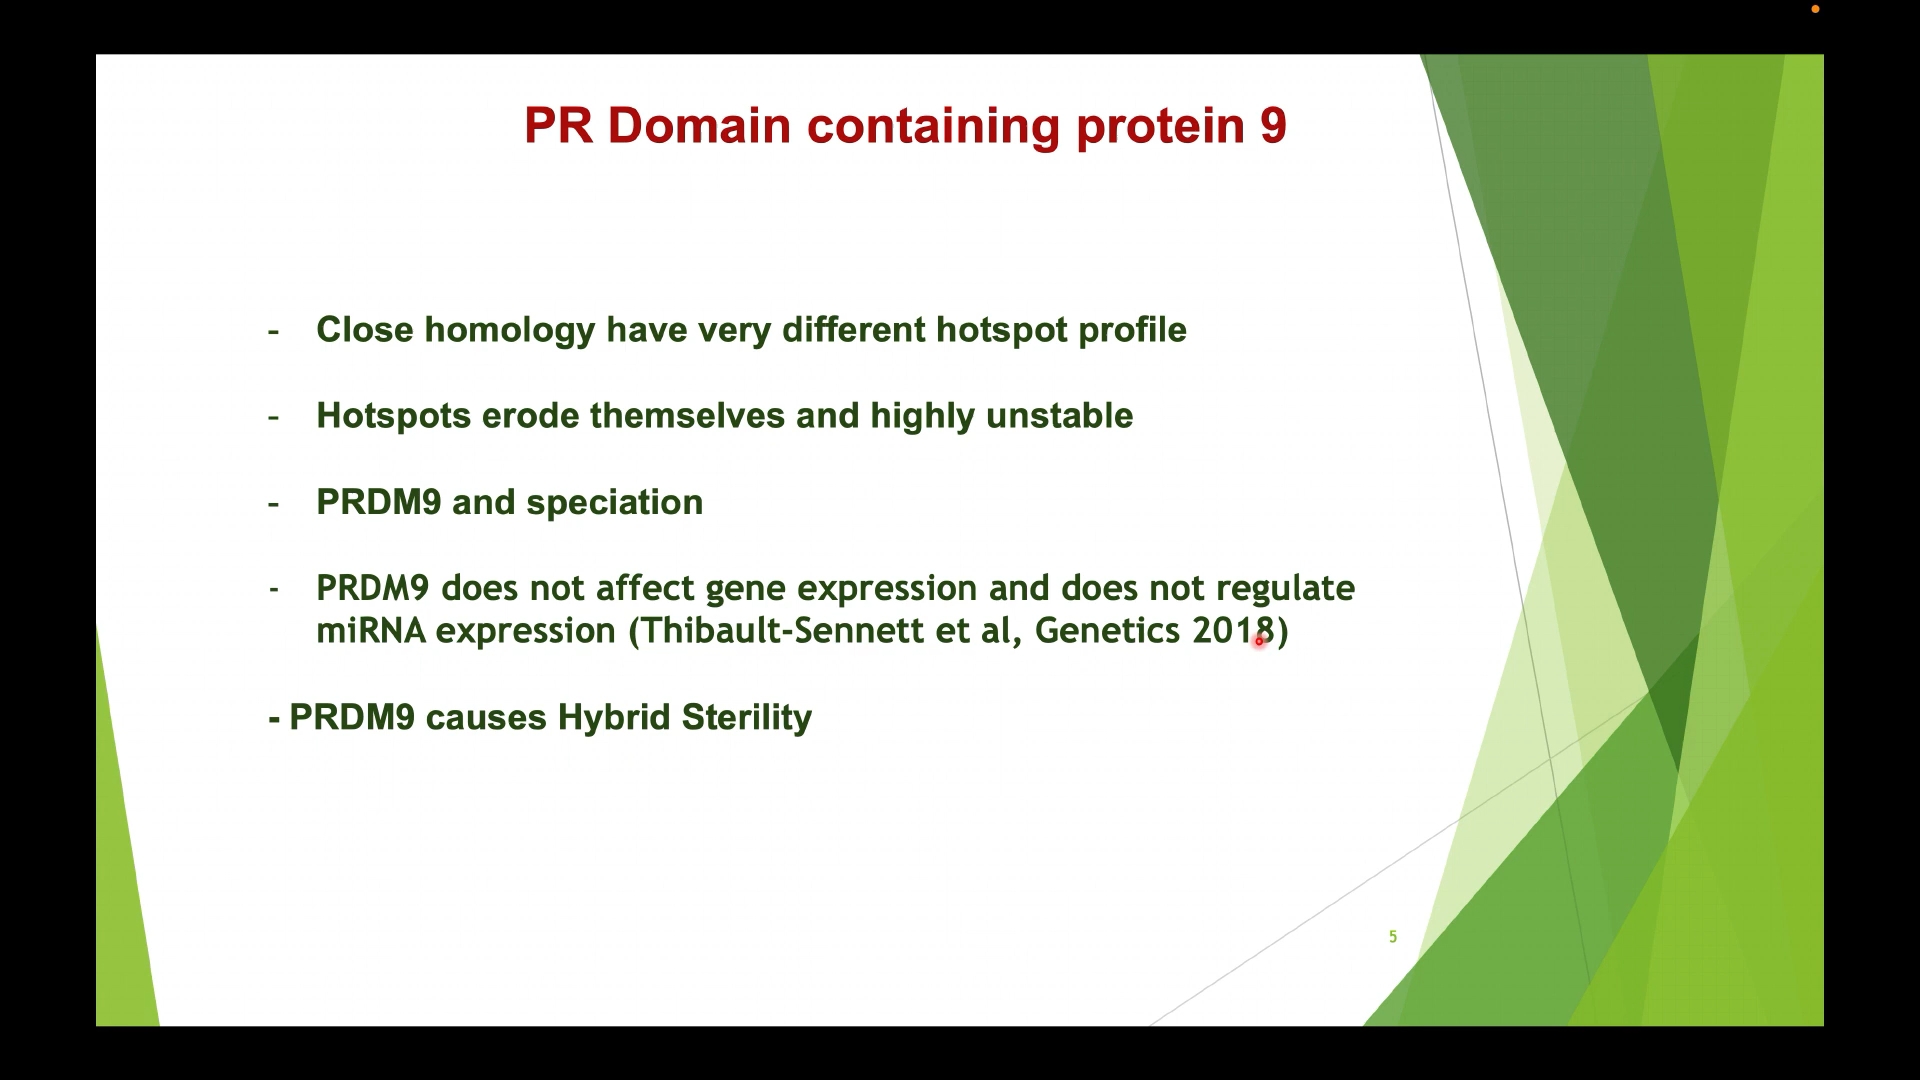 PR Domain containing protein 9
- Close homology have very different hotspot profile
- Hotspots erode themselves and highly unstable
- PRDM9 and speciation
- PRDM9 does not affect gene expression and does not regulate
miRNA expression (Thibault-Sennett et al, Genetics 2018)
- PRDM9 causes Hybrid Sterility
5